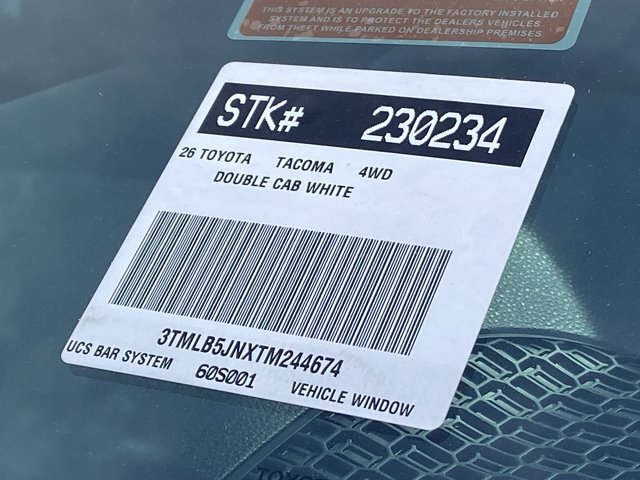 THIS SYSTEM IS AN UPGRADE TO THE FACTORY INSTALLED
SYSTEM AND IS TO PROTECT THE DEALERS VEHICLES
FROM THEFT WHILE PARKED ON DEALERSHIP PREMISES
STK# 230234
26 TOYOTA TACOMA 4WD
DOUBLE CAB WHITE
3TMLB5JNXTM244674
UCS BAR SYSTEM 60S001 VEHICLE WINDOW
TOYO